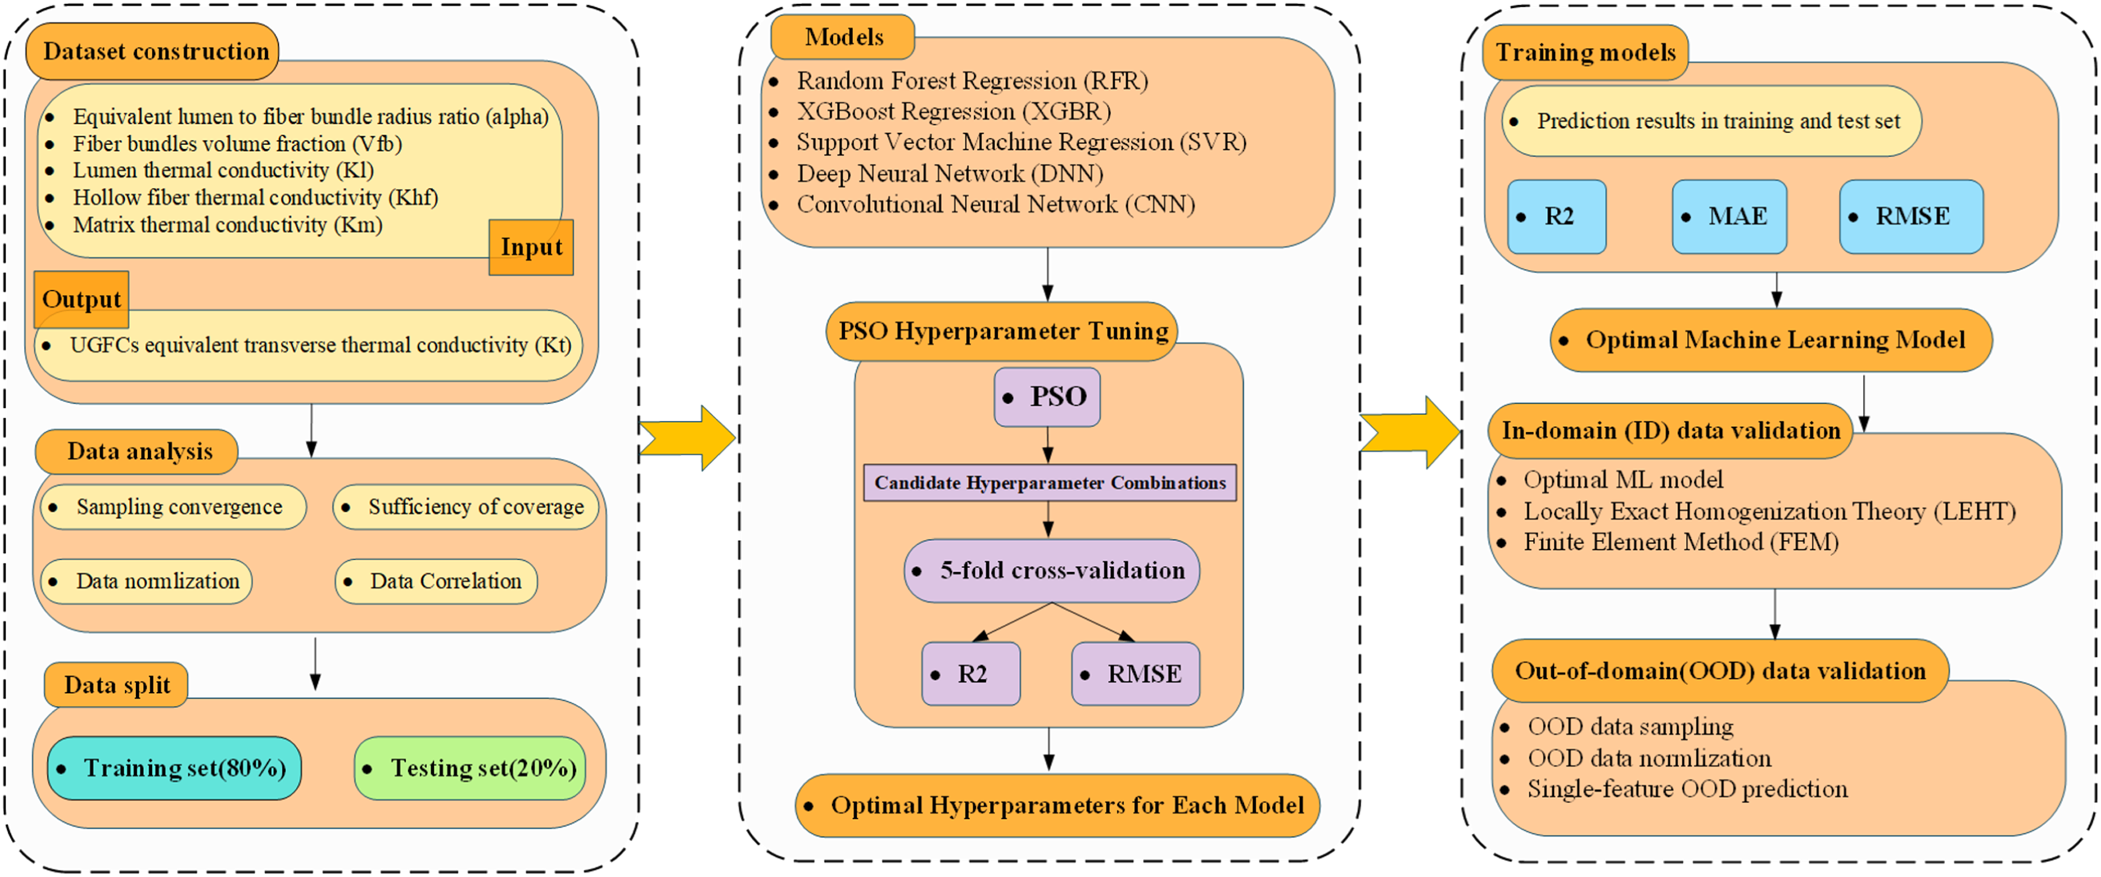 Dataset construction
Equivalent lumen to fiber bundle radius ratio (alpha)
Fiber bundles volume fraction (Vfb)
Lumen thermal conductivity (Kl)
Hollow fiber thermal conductivity (Khf)
Matrix thermal conductivity (Km)
Input
Output
UGFCs equivalent transverse thermal conductivity (Kt)
Data analysis
Sampling convergence
Sufficiency of coverage
Data normlization
Data Correlation
Data split
Training set(80%)
Testing set(20%)
Models
Random Forest Regression (RFR)
XGBoost Regression (XGBR)
Support Vector Machine Regression (SVR)
Deep Neural Network (DNN)
Convolutional Neural Network (CNN)
PSO Hyperparameter Tuning
PSO
Candidate Hyperparameter Combinations
5-fold cross-validation
R2
RMSE
Optimal Hyperparameters for Each Model
Training models
Prediction results in training and test set
R2
MAE
RMSE
Optimal Machine Learning Model
In-domain (ID) data validation
Optimal ML model
Locally Exact Homogenization Theory (LEHT)
Finite Element Method (FEM)
Out-of-domain(OOD) data validation
OOD data sampling
OOD data normlization
Single-feature OOD prediction